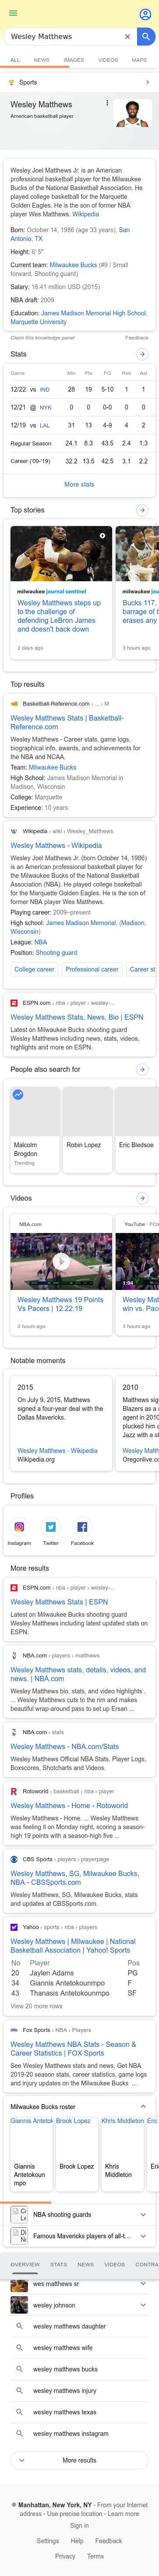 Wesley Matthews
ALL NEWS IMAGES VIDEOS MAPS
Sports
Wesley Matthews
American basketball player
Wesley Joel Matthews Jr. is an American
professional basketball player for the Milwaukee
Bucks of the National Basketball Association. He
played college basketball for the Marquette
Golden Eagles. He is the son of former NBA
player Wes Matthews. Wikipedia
Born: October 14, 1986 (age 33 years), San
Antonio, TX
Height: 6′ 5″
Current team: Milwaukee Bucks (#9 / Small
forward, Shooting guard)
Salary: 16.41 million USD (2015)
NBA draft: 2009
Education: James Madison Memorial High School,
Marquette University
Claim this knowledge panel Feedback
Stats
Game Min Pts FG Reb Ast
12/22 vs IND 28 19 5-10 1 1
12/21 @ NYK 0 0 0-0 0 0
12/19 vs LAL 31 13 4-9 4 2
Regular Season 24.1 8.3 43.5 2.4 1.3
Career ('09-'19) 32.2 13.5 42.5 3.1 2.2
More stats
Top stories
milwaukee journal sentinel
Wesley Matthews steps up
to the challenge of
defending LeBron James
and doesn't back down
2 days ago
milwaukee jou
Bucks 117,
barrage of t
erases any
3 hours ago
Top results
Basketball-Reference.com › ... › M
Wesley Matthews Stats | Basketball-
Reference.com
Wesley Matthews - Career stats, game logs,
biographical info, awards, and achievements for
the NBA and NCAA.
Team: Milwaukee Bucks
High School: James Madison Memorial in
Madison, Wisconsin
College: Marquette
Experience: 10 years
Wikipedia › wiki › Wesley_Matthews
Wesley Matthews - Wikipedia
Wesley Joel Matthews Jr. (born October 14, 1986)
is an American professional basketball player for
the Milwaukee Bucks of the National Basketball
Association (NBA). He played college basketball
for the Marquette Golden Eagles. He is the son of
former NBA player Wes Matthews.
Playing career: 2009–present
High school: James Madison Memorial, (Madison,
Wisconsin)
League: NBA
Position: Shooting guard
College career Professional career Career st
ESPN.com › nba › player › wesley-...
Wesley Matthews Stats, News, Bio | ESPN
Latest on Milwaukee Bucks shooting guard
Wesley Matthews including news, stats, videos,
highlights and more on ESPN.
People also search for
Malcolm
Brogdon
Trending
Robin Lopez
Eric Bledsoe
Videos
NBA.com
Wesley Matthews 19 Points
Vs Pacers | 12.22.19
2 hours ago
YouTube · FOX
1:04
Wesley Mat
win vs. Pac
3 hours ago
Notable moments
2015
On July 9, 2015, Matthews
signed a four-year deal with the
Dallas Mavericks.
Wesley Matthews - Wikipedia
Wikipedia.org
2010
Matthews sig
Blazers as a
agent in 2010
plucked him a
Jazz with a st
Wesley Matth
Oregonlive.co
Profiles
Instagram Twitter Facebook
More results
ESPN.com › nba › player › wesley-...
Wesley Matthews Stats | ESPN
Latest on Milwaukee Bucks shooting guard
Wesley Matthews including latest updated stats on
ESPN.
NBA.com › players › matthews
Wesley Matthews stats, details, videos, and
news. | NBA.com
Wesley Matthews bio, stats, and video highlights .
... Wesley Matthews cuts to the rim and makes
beautiful wrap-around pass to set up Ersan ...
NBA.com › stats
Wesley Matthews - NBA.com/Stats
Wesley Matthews Official NBA Stats, Player Logs,
Boxscores, Shotcharts and Videos.
Rotoworld › basketball › nba › player
Wesley Matthews - Home - Rotoworld
Wesley Matthews - Home. ... Wesley Matthews
was feeling it on Monday night, scoring a season-
high 19 points with a season-high five ...
CBS Sports › players › playerpage
Wesley Matthews, SG, Milwaukee Bucks,
NBA - CBSSports.com
Wesley Matthews, SG, Milwaukee Bucks, stats
and updates at CBSSports.com.
Yahoo › sports › nba › players
Wesley Matthews | Milwaukee | National
Basketball Association | Yahoo! Sports
No Player Pos
20 Jaylen Adams PG
34 Giannis Antetokounmpo F
43 Thanasis Antetokounmpo SF
View 20 more rows
Fox Sports › NBA › Players
Wesley Matthews NBA Stats - Season &
Career Statistics | FOX Sports
See Wesley Matthews stats and news. Get NBA
2019-20 season stats, career statistics, game logs
and injury updates on the Milwaukee Bucks ...
Milwaukee Bucks roster
Giannis Antetok Brook Lopez Khris Middleton Eric
Giannis
Antetokoun
mpo
Brook Lopez
Khris
Middleton
NBA shooting guards
Famous Mavericks players of all-t...
OVERVIEW STATS NEWS VIDEOS CONTRA
wes matthews sr
wesley johnson
wesley matthews daughter
wesley matthews wife
wesley matthews bucks
wesley matthews injury
wesley matthews texas
wesley matthews instagram
More results
Manhattan, New York, NY - From your Internet
address - Use precise location - Learn more
Sign in
Settings Help Feedback
Privacy Terms